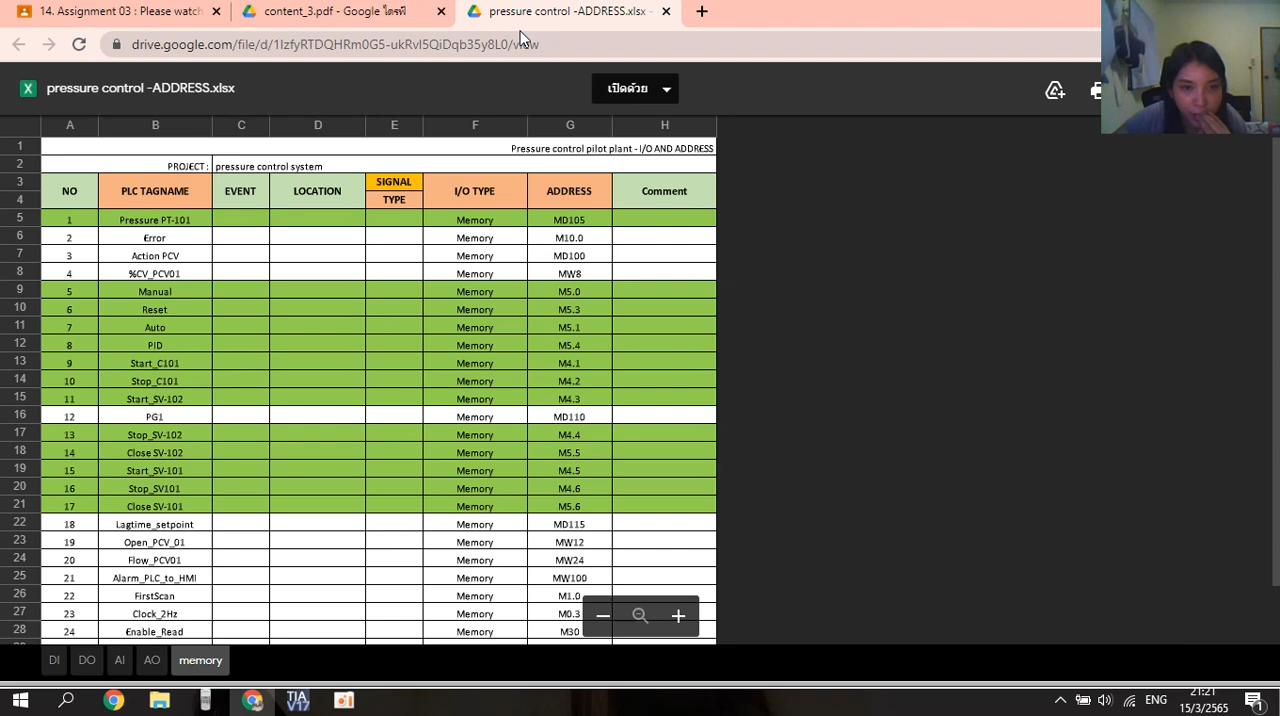 14. Assignment 03 : Please watch
content_3.pdf - Google ไดรฟ์
pressure control -ADDRESS.xlsx -
drive.google.com/file/d/1IzfyRTDQHRm0G5-ukRvI5QiDqb35y8L0/view
X pressure control -ADDRESS.xlsx
เปิดด้วย
A B C D E F G H
1 Pressure control pilot plant - I/O AND ADDRESS
2 PROJECT : pressure control system
3 NO PLC TAGNAME EVENT LOCATION SIGNAL I/O TYPE ADDRESS Comment
4 TYPE
5 1 Pressure PT-101 Memory MD105
6 2 Error Memory M10.0
7 3 Action PCV Memory MD100
8 4 %CV_PCV01 Memory MW8
9 5 Manual Memory M5.0
10 6 Reset Memory M5.3
11 7 Auto Memory M5.1
12 8 PID Memory M5.4
13 9 Start_C101 Memory M4.1
14 10 Stop_C101 Memory M4.2
15 11 Start_SV-102 Memory M4.3
16 12 PG1 Memory MD110
17 13 Stop_SV-102 Memory M4.4
18 14 Close SV-102 Memory M5.5
19 15 Start_SV-101 Memory M4.5
20 16 Stop_SV101 Memory M4.6
21 17 Close SV-101 Memory M5.6
22 18 Lagtime_setpoint Memory MD115
23 19 Open_PCV_01 Memory MW12
24 20 Flow_PCV01 Memory MW24
25 21 Alarm_PLC_to_HMI Memory MW100
26 22 FirstScan Memory M1.0
27 23 Clock_2Hz Memory M0.3
28 24 Enable_Read Memory M30
DI DO AI AO memory
TIA V17
ENG
21:21
15/3/2565
1